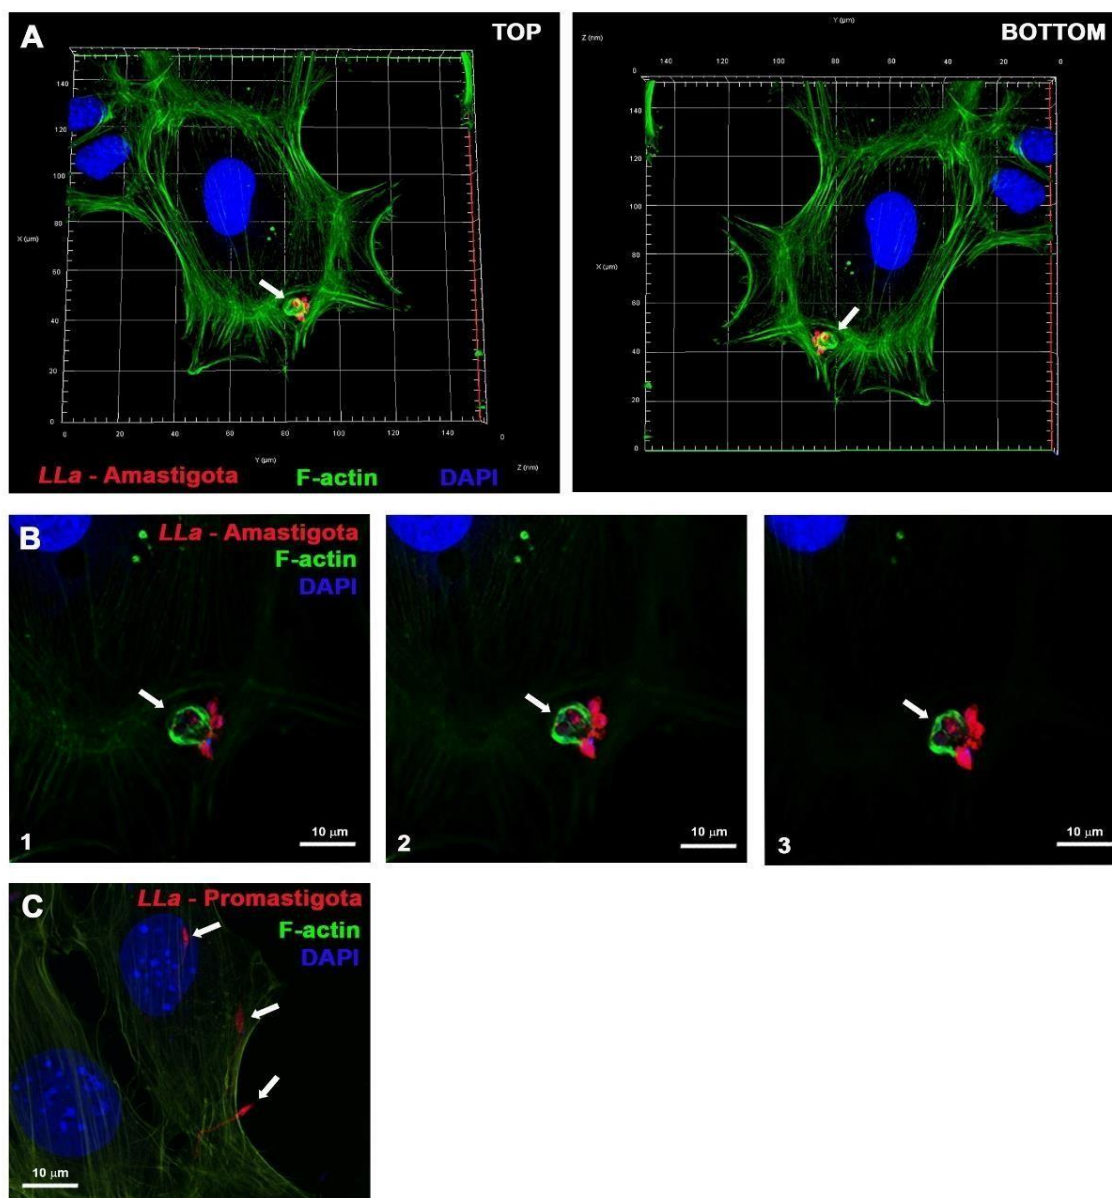 A
TOP
X (µm)
140
120
100
80
60
40
20
0
0 20 40 60 80 100 120 140
0
Y (µm)
Z (nm)
LLa - Amastigota F-actin DAPI
BOTTOM
Y (µm)
Z (nm)
140 120 100 80 60 40 20 0
0
X (µm)
140
120
100
80
60
40
20
0
B
LLa - Amastigota
F-actin
DAPI
1
10 µm
2
10 µm
3
10 µm
C
LLa - Promastigota
F-actin
DAPI
10 µm